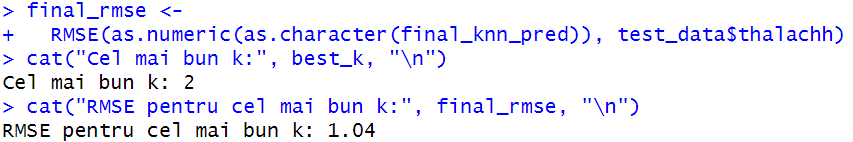 > final_rmse <-
+   RMSE(as.numeric(as.character(final_knn_pred)), test_data$thalachh)
> cat("Cel mai bun k:", best_k, "\n")
Cel mai bun k: 2
> cat("RMSE pentru cel mai bun k:", final_rmse, "\n")
RMSE pentru cel mai bun k: 1.04